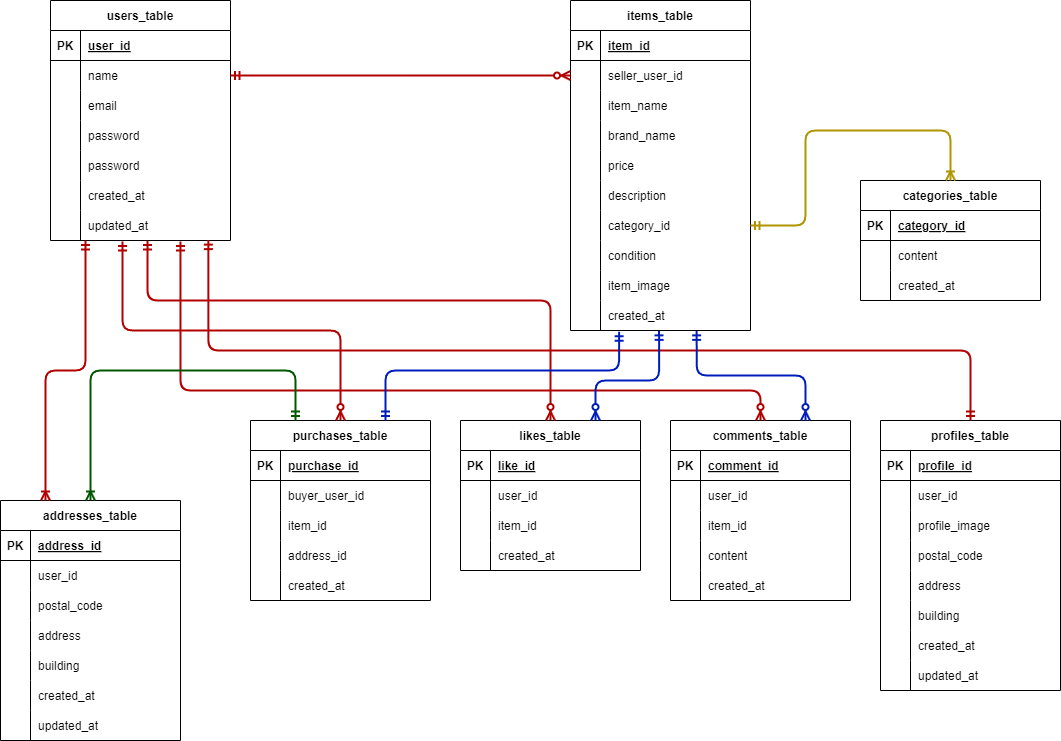 users_table
PK user_id
name
email
password
password
created_at
updated_at
items_table
PK item_id
seller_user_id
item_name
brand_name
price
description
category_id
condition
item_image
created_at
categories_table
PK category_id
content
created_at
addresses_table
PK address_id
user_id
postal_code
address
building
created_at
updated_at
purchases_table
PK purchase_id
buyer_user_id
item_id
address_id
created_at
likes_table
PK like_id
user_id
item_id
created_at
comments_table
PK comment_id
user_id
item_id
content
created_at
profiles_table
PK profile_id
user_id
profile_image
postal_code
address
building
created_at
updated_at